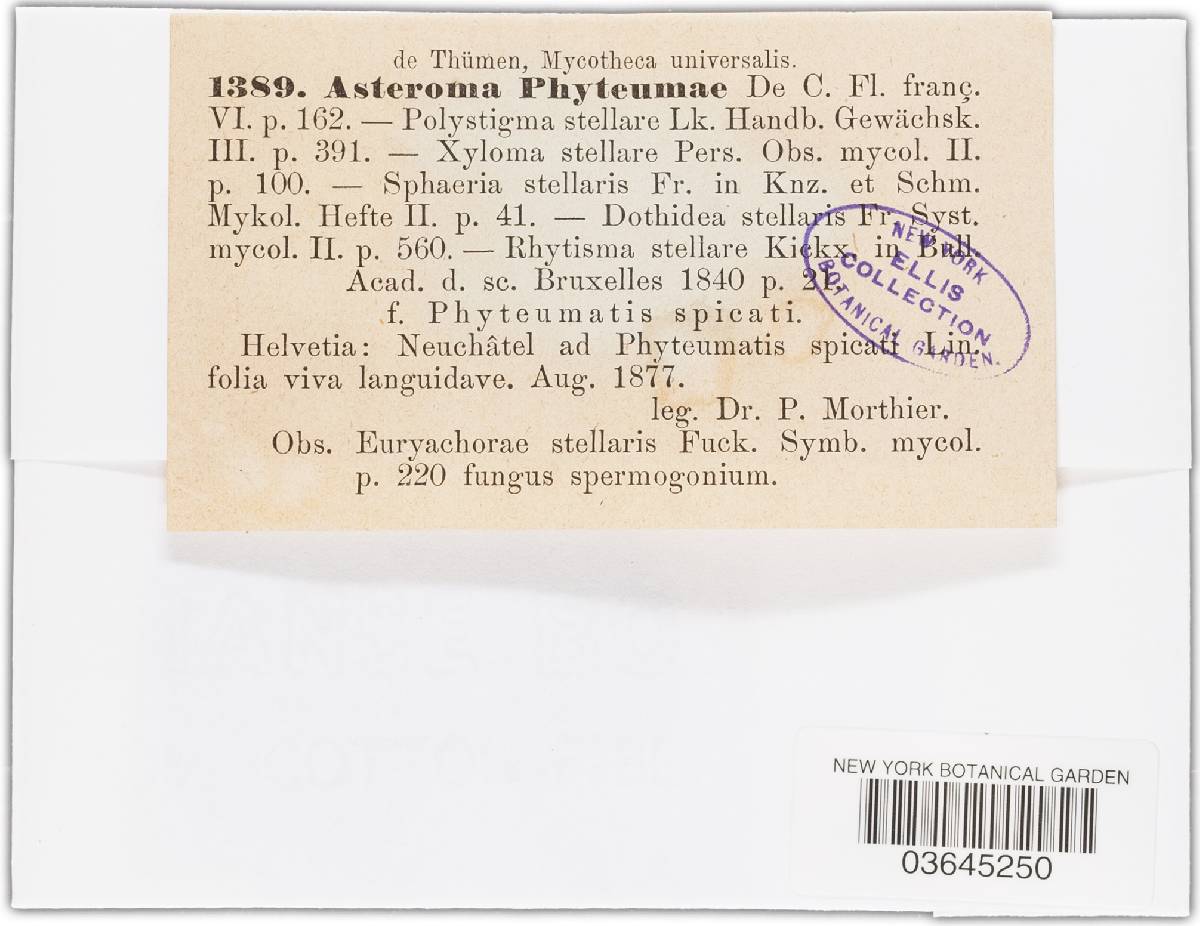 de Thümen, Mycotheca universalis.
1389. Asteroma Phyteumae De C. Fl. franç.
VI. p. 162. — Polystigma stellare Lk. Handb. Gewächsk.
III. p. 391. — Xyloma stellare Pers. Obs. mycol. II.
p. 100. — Sphaeria stellaris Fr. in Knz. et Schm.
Mykol. Hefte II. p. 41. — Dothidea stellaris Fr. Syst.
mycol. II. p. 560. — Rhytisma stellare Kickx. in Bull.
Acad. d. sc. Bruxelles 1840 p. 21.
f. Phyteumatis spicati.
Helvetia: Neuchâtel ad Phyteumatis spicati Lin.
folia viva languidave. Aug. 1877.
leg. Dr. P. Morthier.
Obs. Euryachorae stellaris Fuck. Symb. mycol.
p. 220 fungus spermogonium.
NEW YORK
ELLIS
COLLECTION
BOTANICAL GARDEN.
NEW YORK BOTANICAL GARDEN
03645250